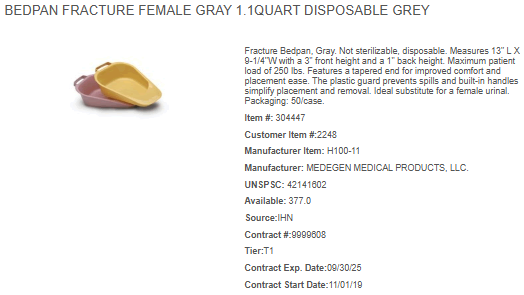 BEDPAN FRACTURE FEMALE GRAY 1.1QUART DISPOSABLE GREY
Fracture Bedpan, Gray. Not sterilizable, disposable. Measures 13" L X
9-1/4"W with a 3" front height and a 1" back height. Maximum patient
load of 250 lbs. Features a tapered end for improved comfort and
placement ease. The plastic guard prevents spills and built-in handles
simplify placement and removal. Ideal substitute for a female urinal.
Packaging: 50/case.
Item #: 304447
Customer Item #:2248
Manufacturer Item: H100-11
Manufacturer: MEDEGEN MEDICAL PRODUCTS, LLC.
UNSPSC: 42141602
Available: 377.0
Source:IHN
Contract #:9999608
Tier:T1
Contract Exp. Date:09/30/25
Contract Start Date:11/01/19